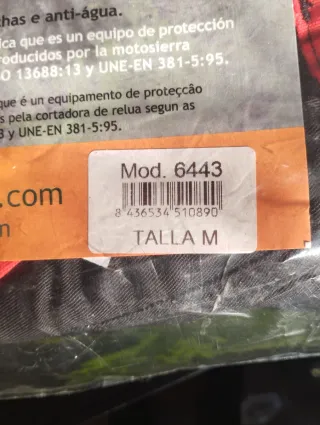 has e anti-água.
ica que es un equipo de protección
roducidos por la motosierra
O 13688:13 y UNE-EN 381-5:95.
que é um equipamento de protecção
s pela cortadora de relua segun as
3 y UNE-EN 381-5:95.
.com
m
Mod. 6443
8 436534 510890
TALLA M